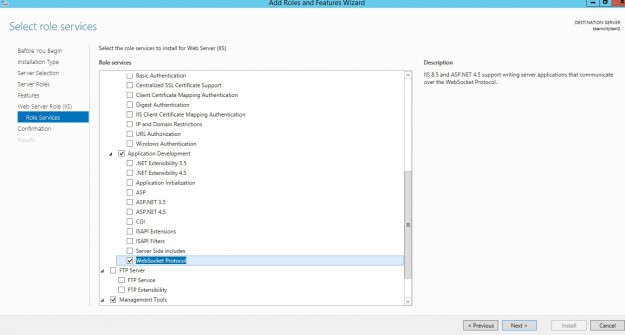 Add Roles and Features Wizard
Select role services
DESTINATION SERVER
teamcitytest2
Before You Begin
Installation Type
Server Selection
Server Roles
Features
Web Server Role (IIS)
Role Services
Confirmation
Results
Select the role services to install for Web Server (IIS)
Role services
Basic Authentication
Centralized SSL Certificate Support
Client Certificate Mapping Authentication
Digest Authentication
IIS Client Certificate Mapping Authentication
IP and Domain Restrictions
URL Authorization
Windows Authentication
Application Development
.NET Extensibility 3.5
.NET Extensibility 4.5
Application Initialization
ASP
ASP.NET 3.5
ASP.NET 4.5
CGI
ISAPI Extensions
ISAPI Filters
Server Side Includes
WebSocket Protocol
FTP Server
FTP Service
FTP Extensibility
Management Tools
Description
IIS 8.5 and ASP.NET 4.5 support writing server applications that communicate
over the WebSocket Protocol.
< Previous
Next >
Install
Cancel